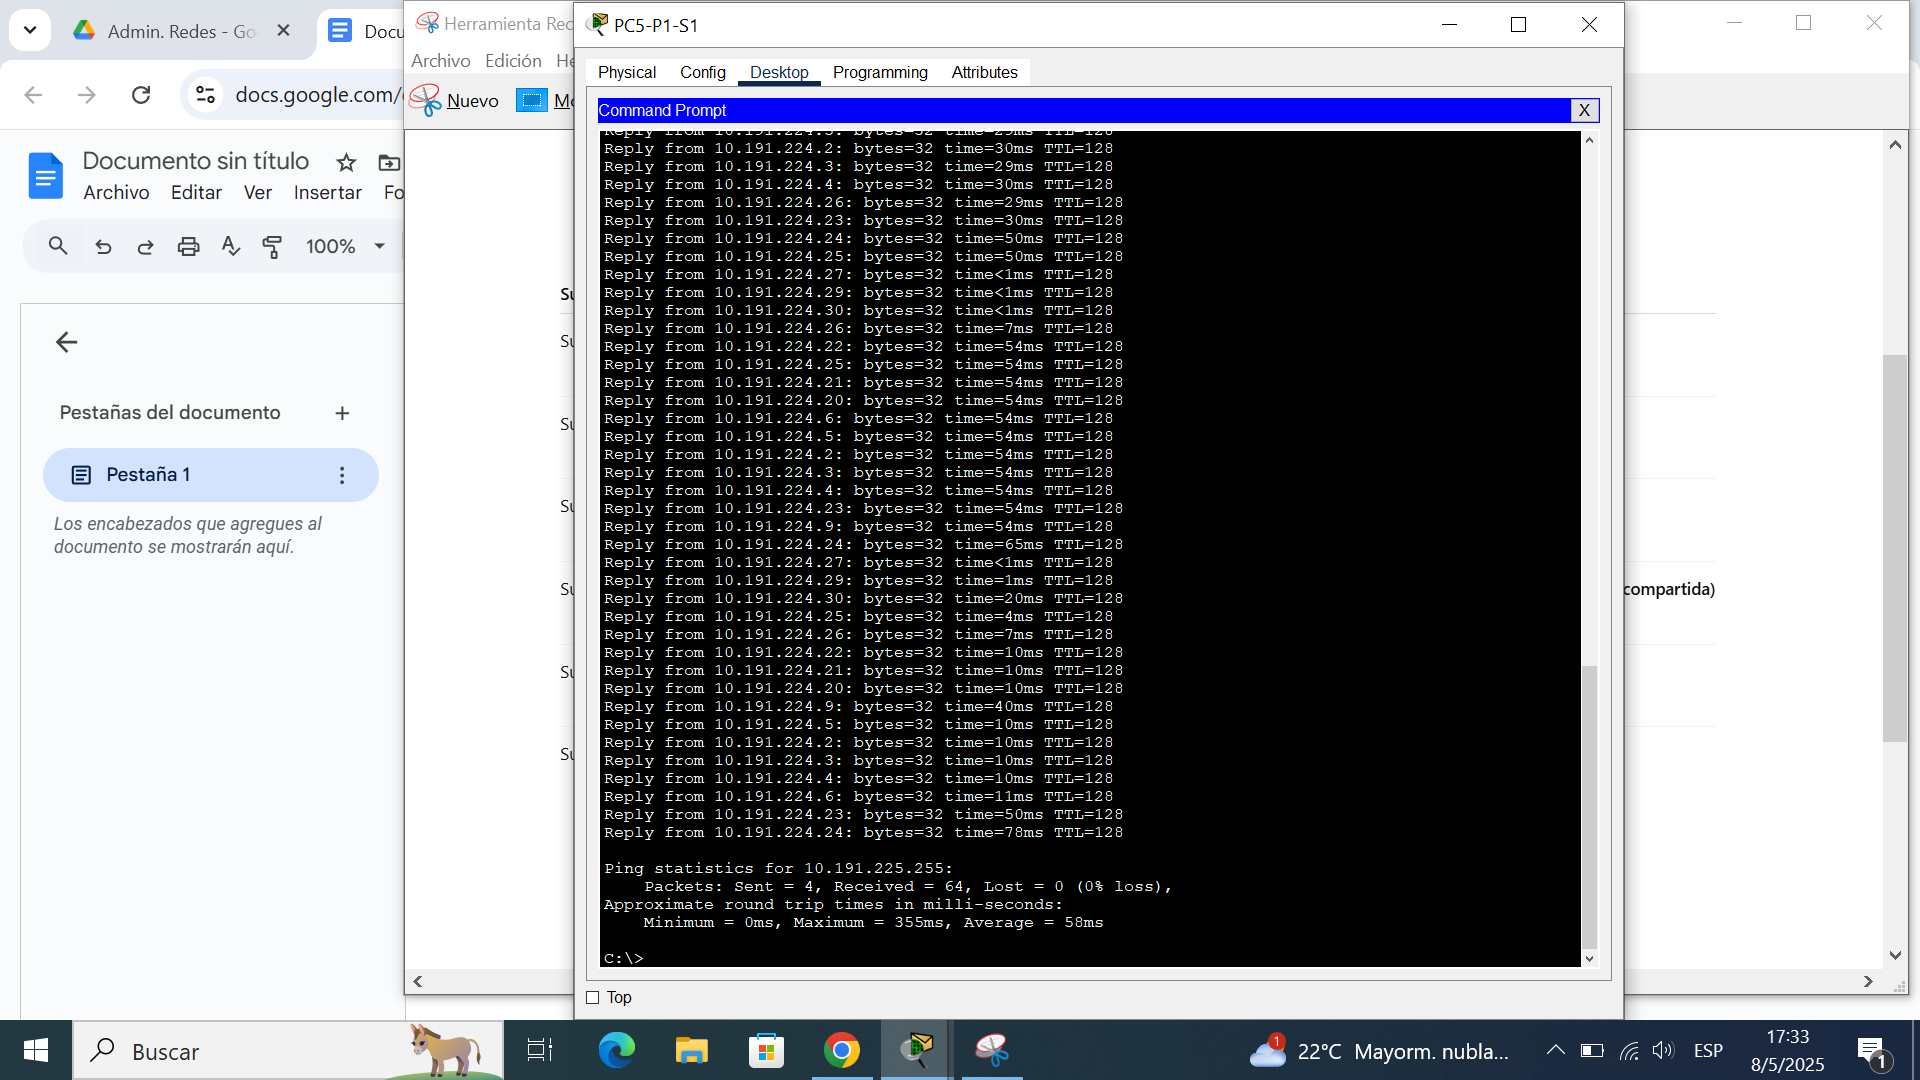 Admin. Redes - Go
Docu
docs.google.com/
Documento sin título
Archivo Editar Ver Insertar Fo
100%
Pestañas del documento
Pestaña 1
Los encabezados que agregues al
documento se mostrarán aquí.
Herramienta Rec
Archivo Edición He
Nuevo Mo
Su
Su
Su
Su
Su
Su
Su
compartida)
PC5-P1-S1
Physical Config Desktop Programming Attributes
Command Prompt
X
Reply from 10.191.224.5: bytes=32 time=29ms TTL=128
Reply from 10.191.224.2: bytes=32 time=30ms TTL=128
Reply from 10.191.224.3: bytes=32 time=29ms TTL=128
Reply from 10.191.224.4: bytes=32 time=30ms TTL=128
Reply from 10.191.224.26: bytes=32 time=29ms TTL=128
Reply from 10.191.224.23: bytes=32 time=30ms TTL=128
Reply from 10.191.224.24: bytes=32 time=50ms TTL=128
Reply from 10.191.224.25: bytes=32 time=50ms TTL=128
Reply from 10.191.224.27: bytes=32 time<1ms TTL=128
Reply from 10.191.224.29: bytes=32 time<1ms TTL=128
Reply from 10.191.224.30: bytes=32 time<1ms TTL=128
Reply from 10.191.224.26: bytes=32 time=7ms TTL=128
Reply from 10.191.224.22: bytes=32 time=54ms TTL=128
Reply from 10.191.224.25: bytes=32 time=54ms TTL=128
Reply from 10.191.224.21: bytes=32 time=54ms TTL=128
Reply from 10.191.224.20: bytes=32 time=54ms TTL=128
Reply from 10.191.224.6: bytes=32 time=54ms TTL=128
Reply from 10.191.224.5: bytes=32 time=54ms TTL=128
Reply from 10.191.224.2: bytes=32 time=54ms TTL=128
Reply from 10.191.224.3: bytes=32 time=54ms TTL=128
Reply from 10.191.224.4: bytes=32 time=54ms TTL=128
Reply from 10.191.224.23: bytes=32 time=54ms TTL=128
Reply from 10.191.224.9: bytes=32 time=54ms TTL=128
Reply from 10.191.224.24: bytes=32 time=65ms TTL=128
Reply from 10.191.224.27: bytes=32 time<1ms TTL=128
Reply from 10.191.224.29: bytes=32 time=1ms TTL=128
Reply from 10.191.224.30: bytes=32 time=20ms TTL=128
Reply from 10.191.224.25: bytes=32 time=4ms TTL=128
Reply from 10.191.224.26: bytes=32 time=7ms TTL=128
Reply from 10.191.224.22: bytes=32 time=10ms TTL=128
Reply from 10.191.224.21: bytes=32 time=10ms TTL=128
Reply from 10.191.224.20: bytes=32 time=10ms TTL=128
Reply from 10.191.224.9: bytes=32 time=40ms TTL=128
Reply from 10.191.224.5: bytes=32 time=10ms TTL=128
Reply from 10.191.224.2: bytes=32 time=10ms TTL=128
Reply from 10.191.224.3: bytes=32 time=10ms TTL=128
Reply from 10.191.224.4: bytes=32 time=10ms TTL=128
Reply from 10.191.224.6: bytes=32 time=11ms TTL=128
Reply from 10.191.224.23: bytes=32 time=50ms TTL=128
Reply from 10.191.224.24: bytes=32 time=78ms TTL=128
Ping statistics for 10.191.225.255:
Packets: Sent = 4, Received = 64, Lost = 0 (0% loss),
Approximate round trip times in milli-seconds:
Minimum = 0ms, Maximum = 355ms, Average = 58ms
C:\>
Top
Buscar
1
22°C Mayorm. nubla...
ESP
17:33
8/5/2025
1